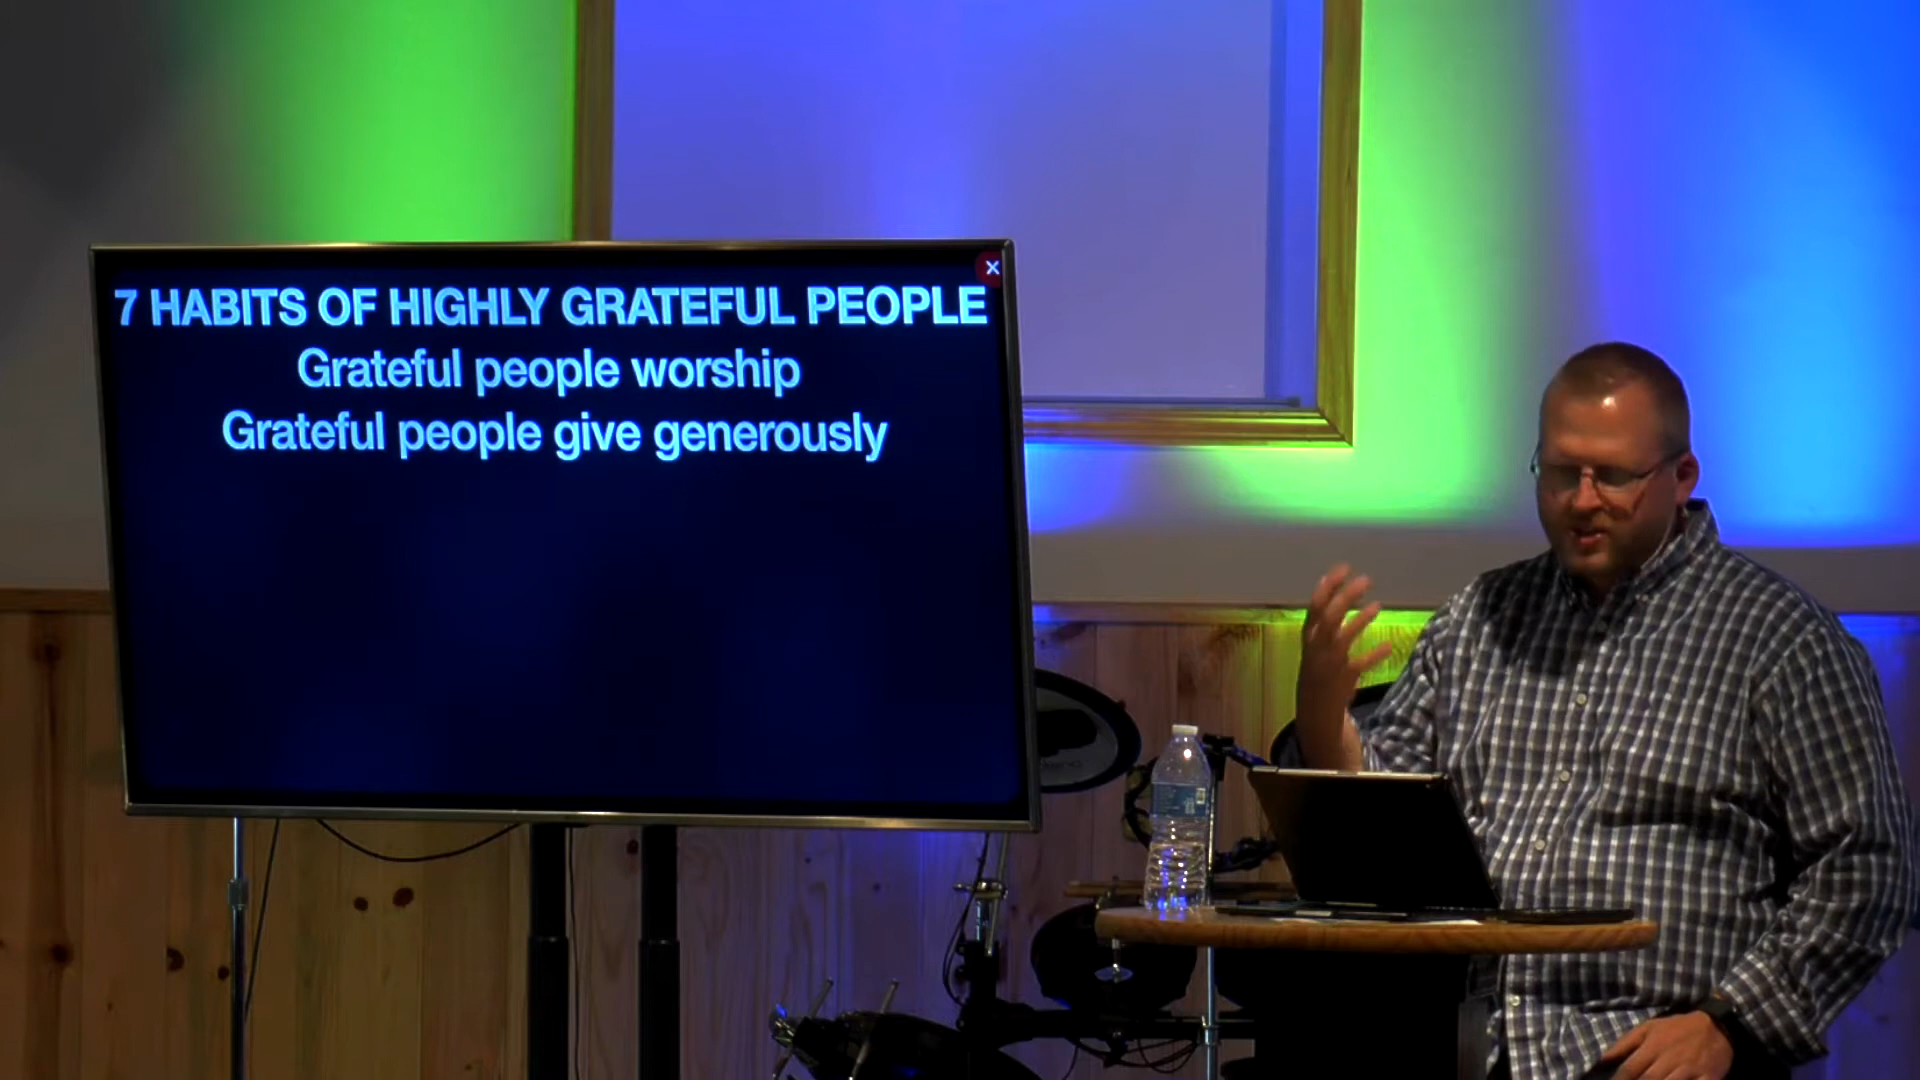 7 HABITS OF HIGHLY GRATEFUL PEOPLE
Grateful people worship
Grateful people give generously